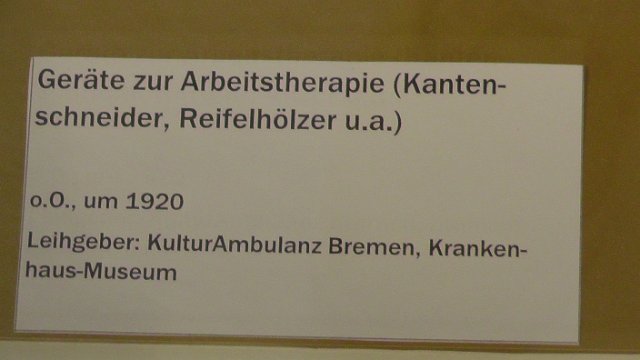 Geräte zur Arbeitstherapie (Kanten-
schneider, Reifelhölzer u.a.)
o.O., um 1920
Leihgeber: KulturAmbulanz Bremen, Kranken-
haus-Museum